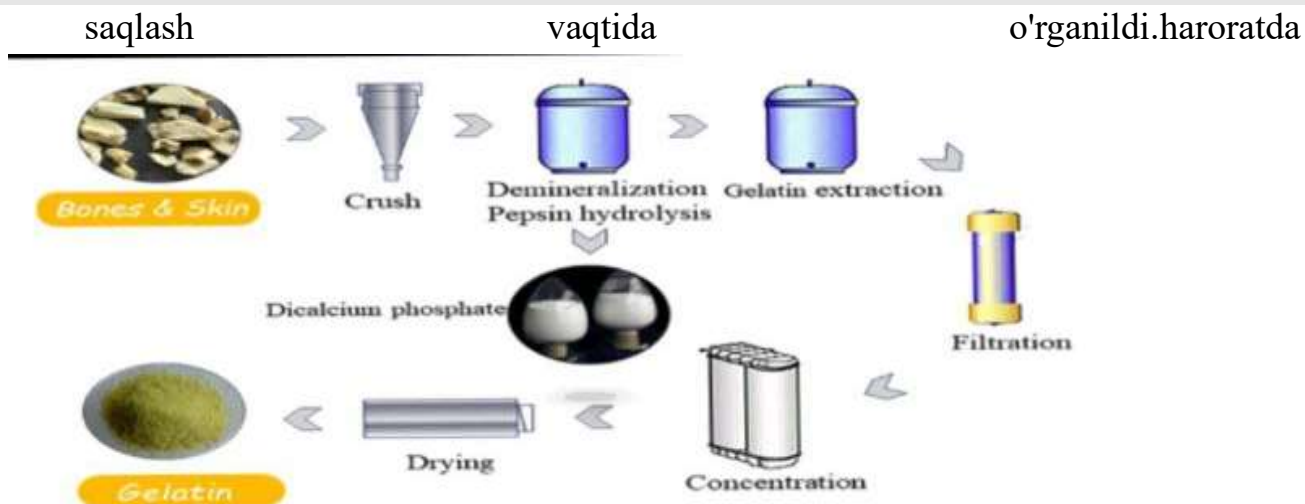 saqlash vaqtida o'rganildi.haroratda
Bones & Skin
Crush
Demineralization
Pepsin hydrolysis
Gelatin extraction
Dicalcium phosphate
Filtration
Concentration
Drying
Gelatin